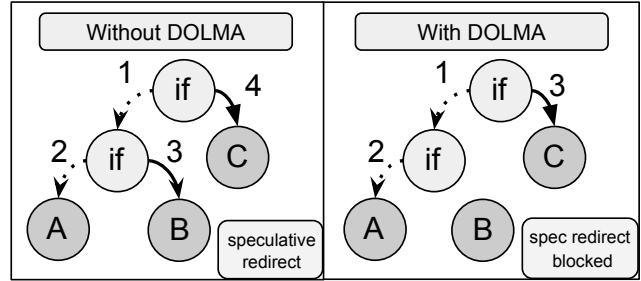 Without DOLMA
1
if
4
2
if
3
C
A
B
speculative
redirect
With DOLMA
1
if
3
2
if
C
A
B
spec redirect
blocked